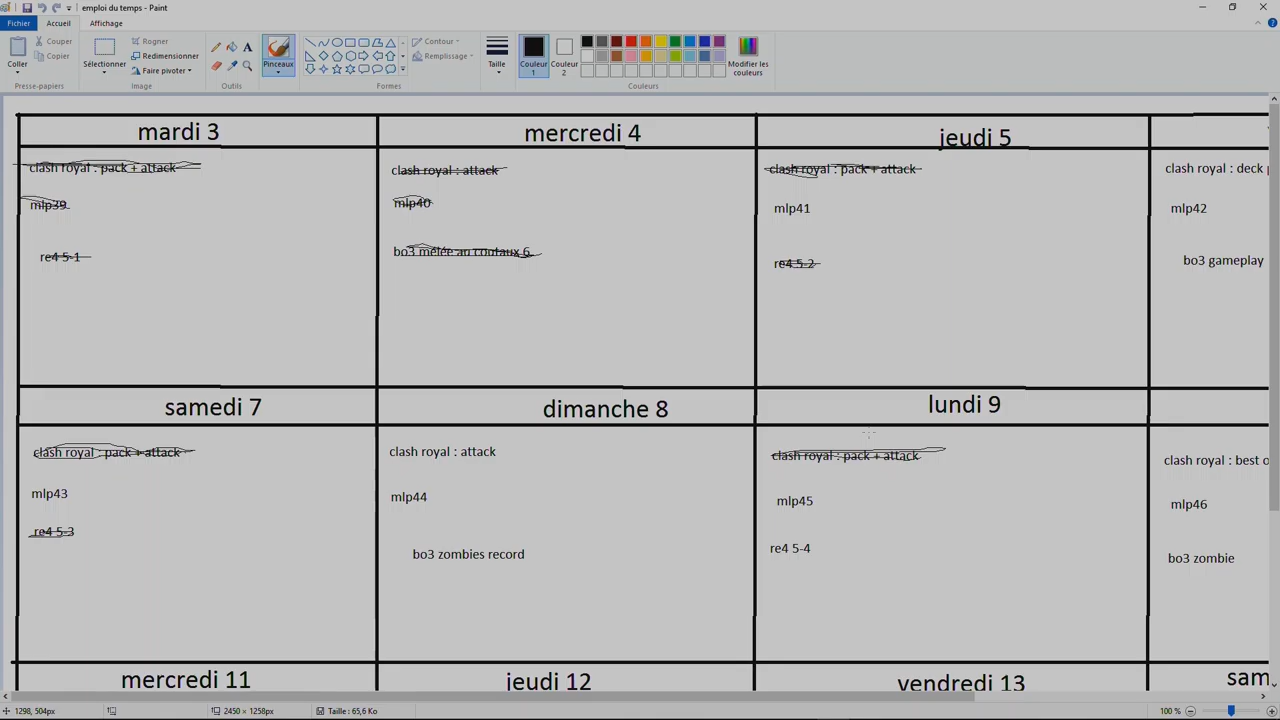 emploi du temps - Paint
Fichier Accueil Affichage
Coller
Couper
Copier
Presse-papiers
Sélectionner
Rogner
Redimensionner
Faire pivoter
Image
Outils
Pinceaux
Contour
Remplissage
Formes
Taille
Couleur 1
Couleur 2
Modifier les couleurs
Couleurs
mardi 3 mercredi 4 jeudi 5
clash royal : pack + attack
mlp39
re4 5-1
clash royal : attack
mlp40
bo3 mêlée au coutaux 6
clash royal : pack + attack
mlp41
re4 5-2
clash royal : deck
mlp42
bo3 gameplay
samedi 7 dimanche 8 lundi 9
clash royal : pack + attack
mlp43
re4 5-3
clash royal : attack
mlp44
bo3 zombies record
clash royal : pack + attack
mlp45
re4 5-4
clash royal : best
mlp46
bo3 zombie
mercredi 11 jeudi 12 vendredi 13 sam
1298, 504px 2450 × 1258px Taille : 65,6 Ko 100 %